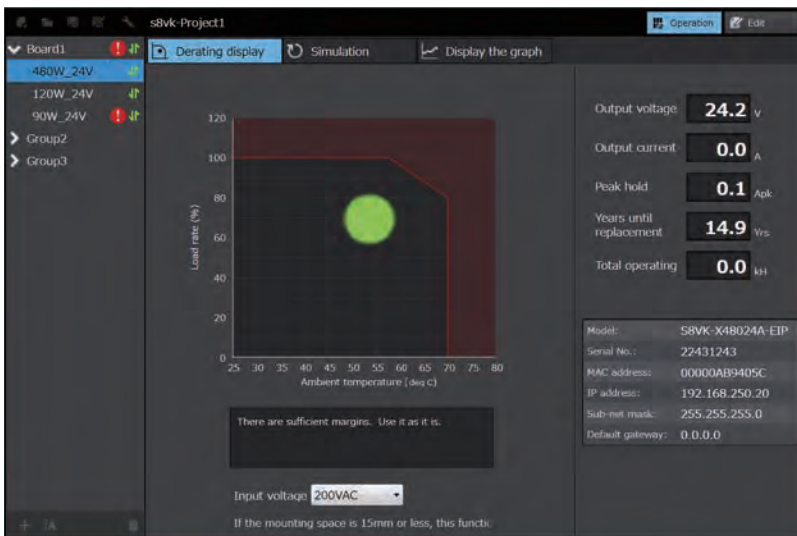 s8vk-Project1
Operation
Edit
Board1
480W_24V
120W_24V
90W_24V
Group2
Group3
Derating display
Simulation
Display the graph
120
100
80
60
40
20
0
Load rate (%)
25 30 35 40 45 50 55 60 65 70 75 80
Ambient temperature [deg C]
There are sufficient margins. Use it as it is.
Input voltage 200VAC
If the mounting space is 15mm or less, this functic
Output voltage 24.2 V
Output current 0.0 A
Peak hold 0.1 Apk
Years until
replacement 14.9 Yrs
Total operating 0.0 kH
Model: S8VK-X48024A-EIP
Serial No.: 22431243
MAC address: 00000AB9405C
IP address: 192.168.250.20
Sub-net mask: 255.255.255.0
Default gateway: 0.0.0.0